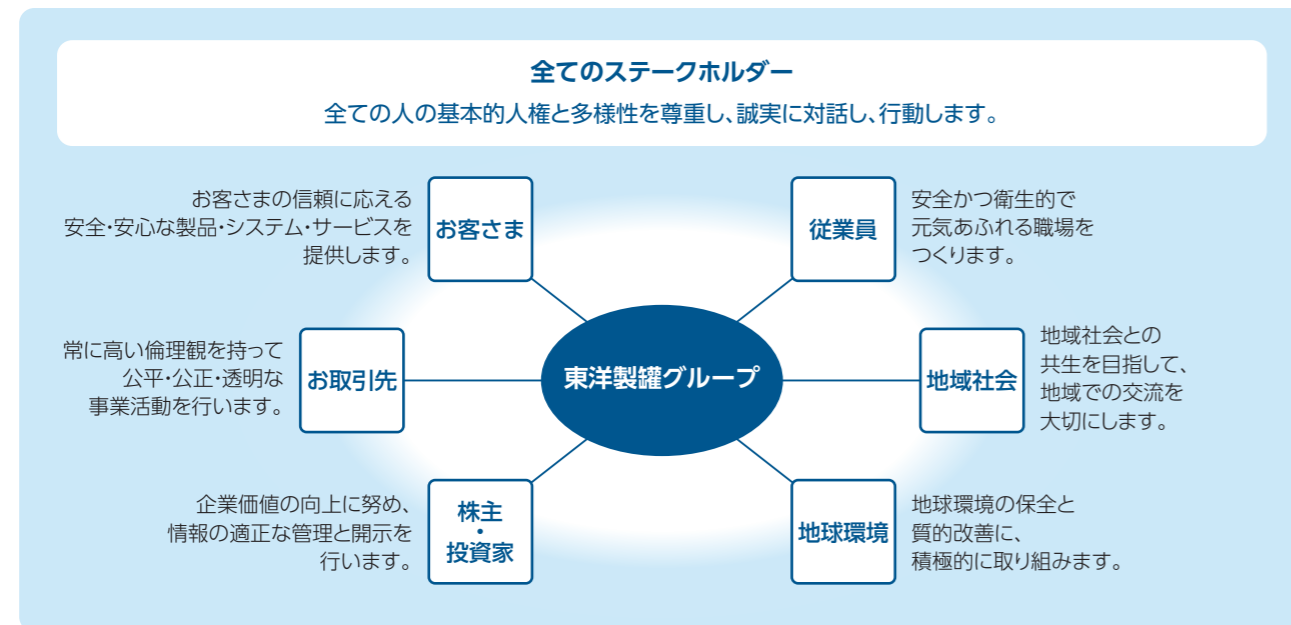 全てのステークホルダー
全ての人の基本的人権と多様性を尊重し、誠実に対話し、行動します。
お客さまの信頼に応える
安全・安心な製品・システム・サービスを
提供します。
お客さま
従業員
安全かつ衛生的で
元気あふれる職場を
つくります。
常に高い倫理観を持って
公平・公正・透明な
事業活動を行います。
お取引先
東洋製罐グループ
地域社会
地域社会との
共生を目指して、
地域での交流を
大切にします。
企業価値の向上に努め、
情報の適正な管理と開示を
行います。
株主
・
投資家
地球環境
地球環境の保全と
質的改善に、
積極的に取り組みます。